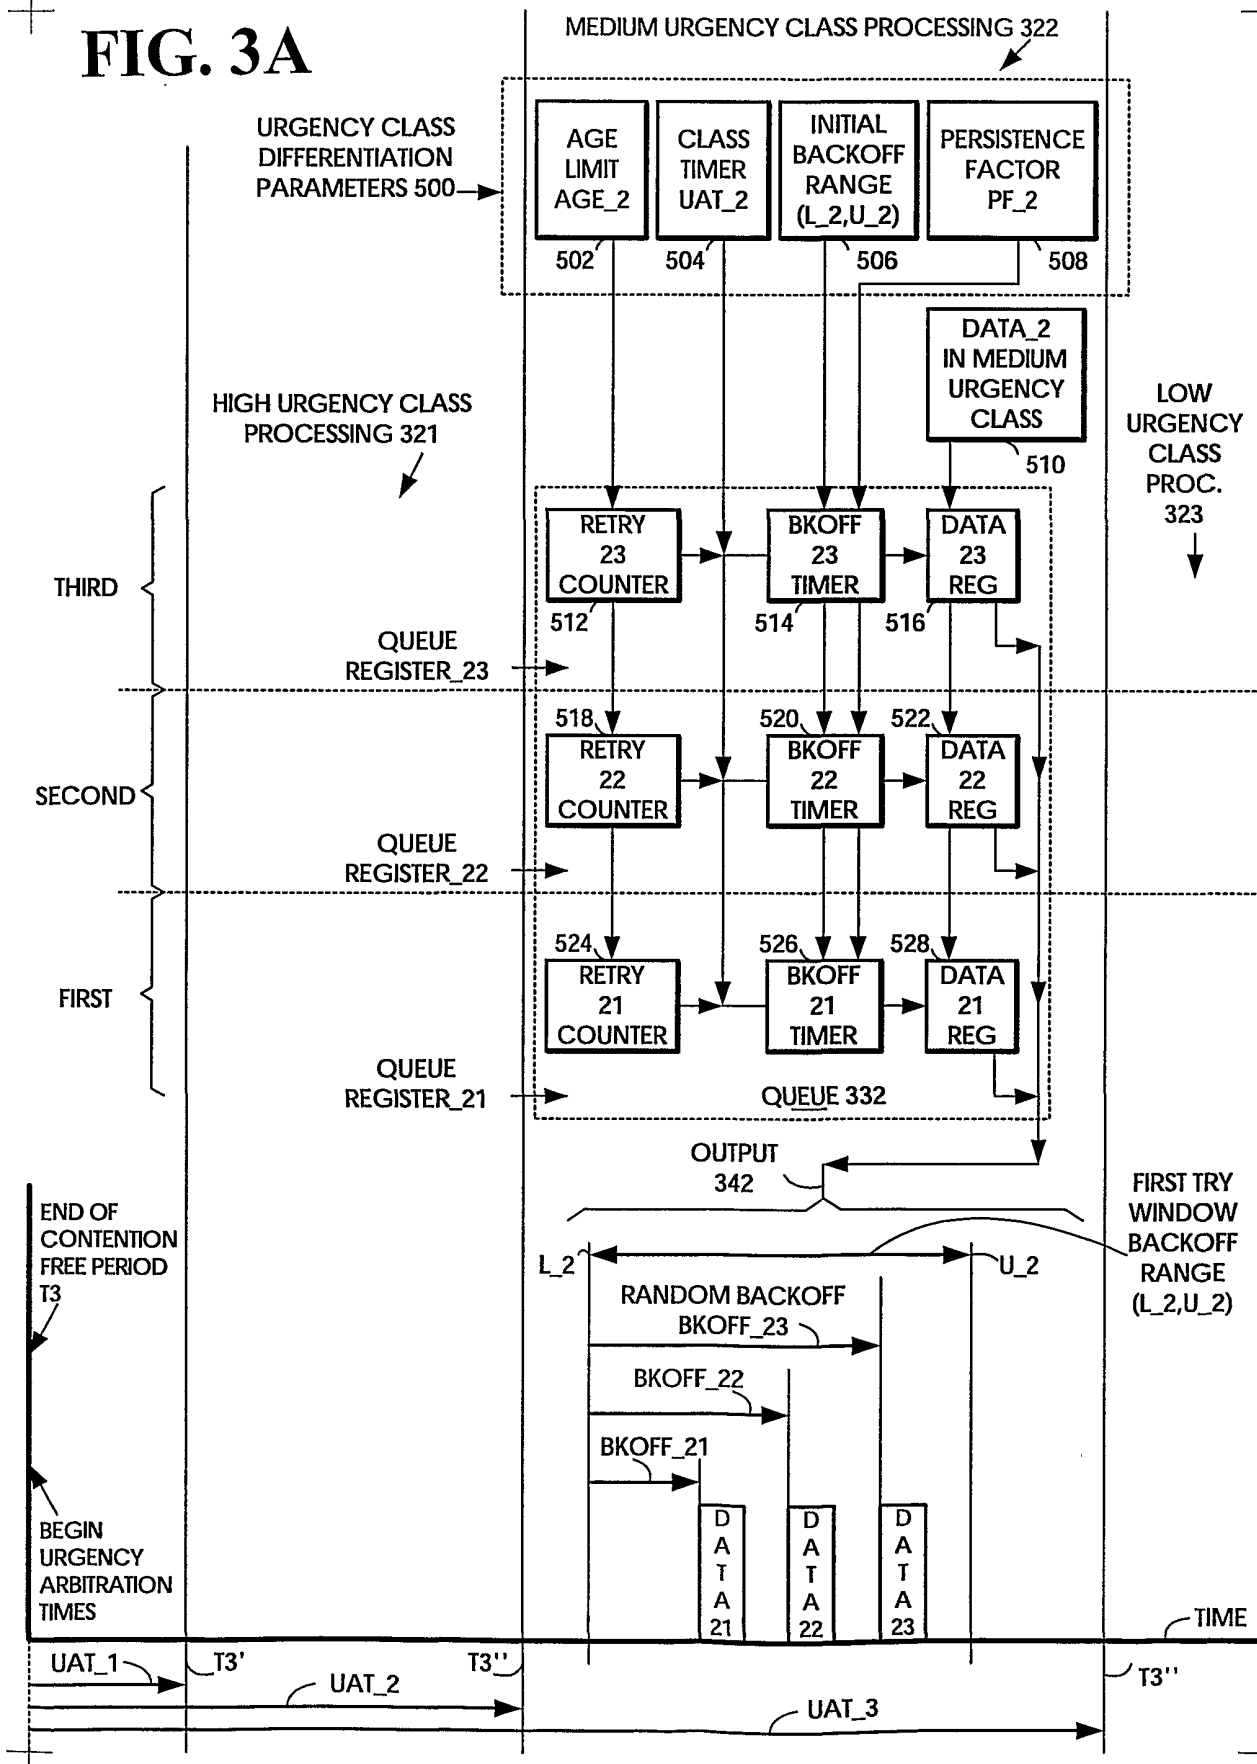 FIG. 3A
MEDIUM URGENCY CLASS PROCESSING 322
URGENCY CLASS
DIFFERENTIATION
PARAMETERS 500
AGE
LIMIT
AGE_2
502
CLASS
TIMER
UAT_2
504
INITIAL
BACKOFF
RANGE
(L_2,U_2)
506
PERSISTENCE
FACTOR
PF_2
508
DATA_2
IN MEDIUM
URGENCY
CLASS
510
HIGH URGENCY CLASS
PROCESSING 321
LOW
URGENCY
CLASS
PROC.
323
THIRD
RETRY
23
COUNTER
512
BKOFF
23
TIMER
514
DATA
23
REG
516
QUEUE
REGISTER_23
SECOND
518
RETRY
22
COUNTER
520
BKOFF
22
TIMER
522
DATA
22
REG
QUEUE
REGISTER_22
FIRST
524
RETRY
21
COUNTER
526
BKOFF
21
TIMER
528
DATA
21
REG
QUEUE
REGISTER_21
QUEUE 332
OUTPUT
342
FIRST TRY
WINDOW
BACKOFF
RANGE
(L_2,U_2)
END OF
CONTENTION
FREE PERIOD
T3
L_2
U_2
RANDOM BACKOFF
BKOFF_23
BKOFF_22
BKOFF_21
BEGIN
URGENCY
ARBITRATION
TIMES
DATA
21
DATA
22
DATA
23
TIME
UAT_1
T3'
UAT_2
T3''
UAT_3
T3''